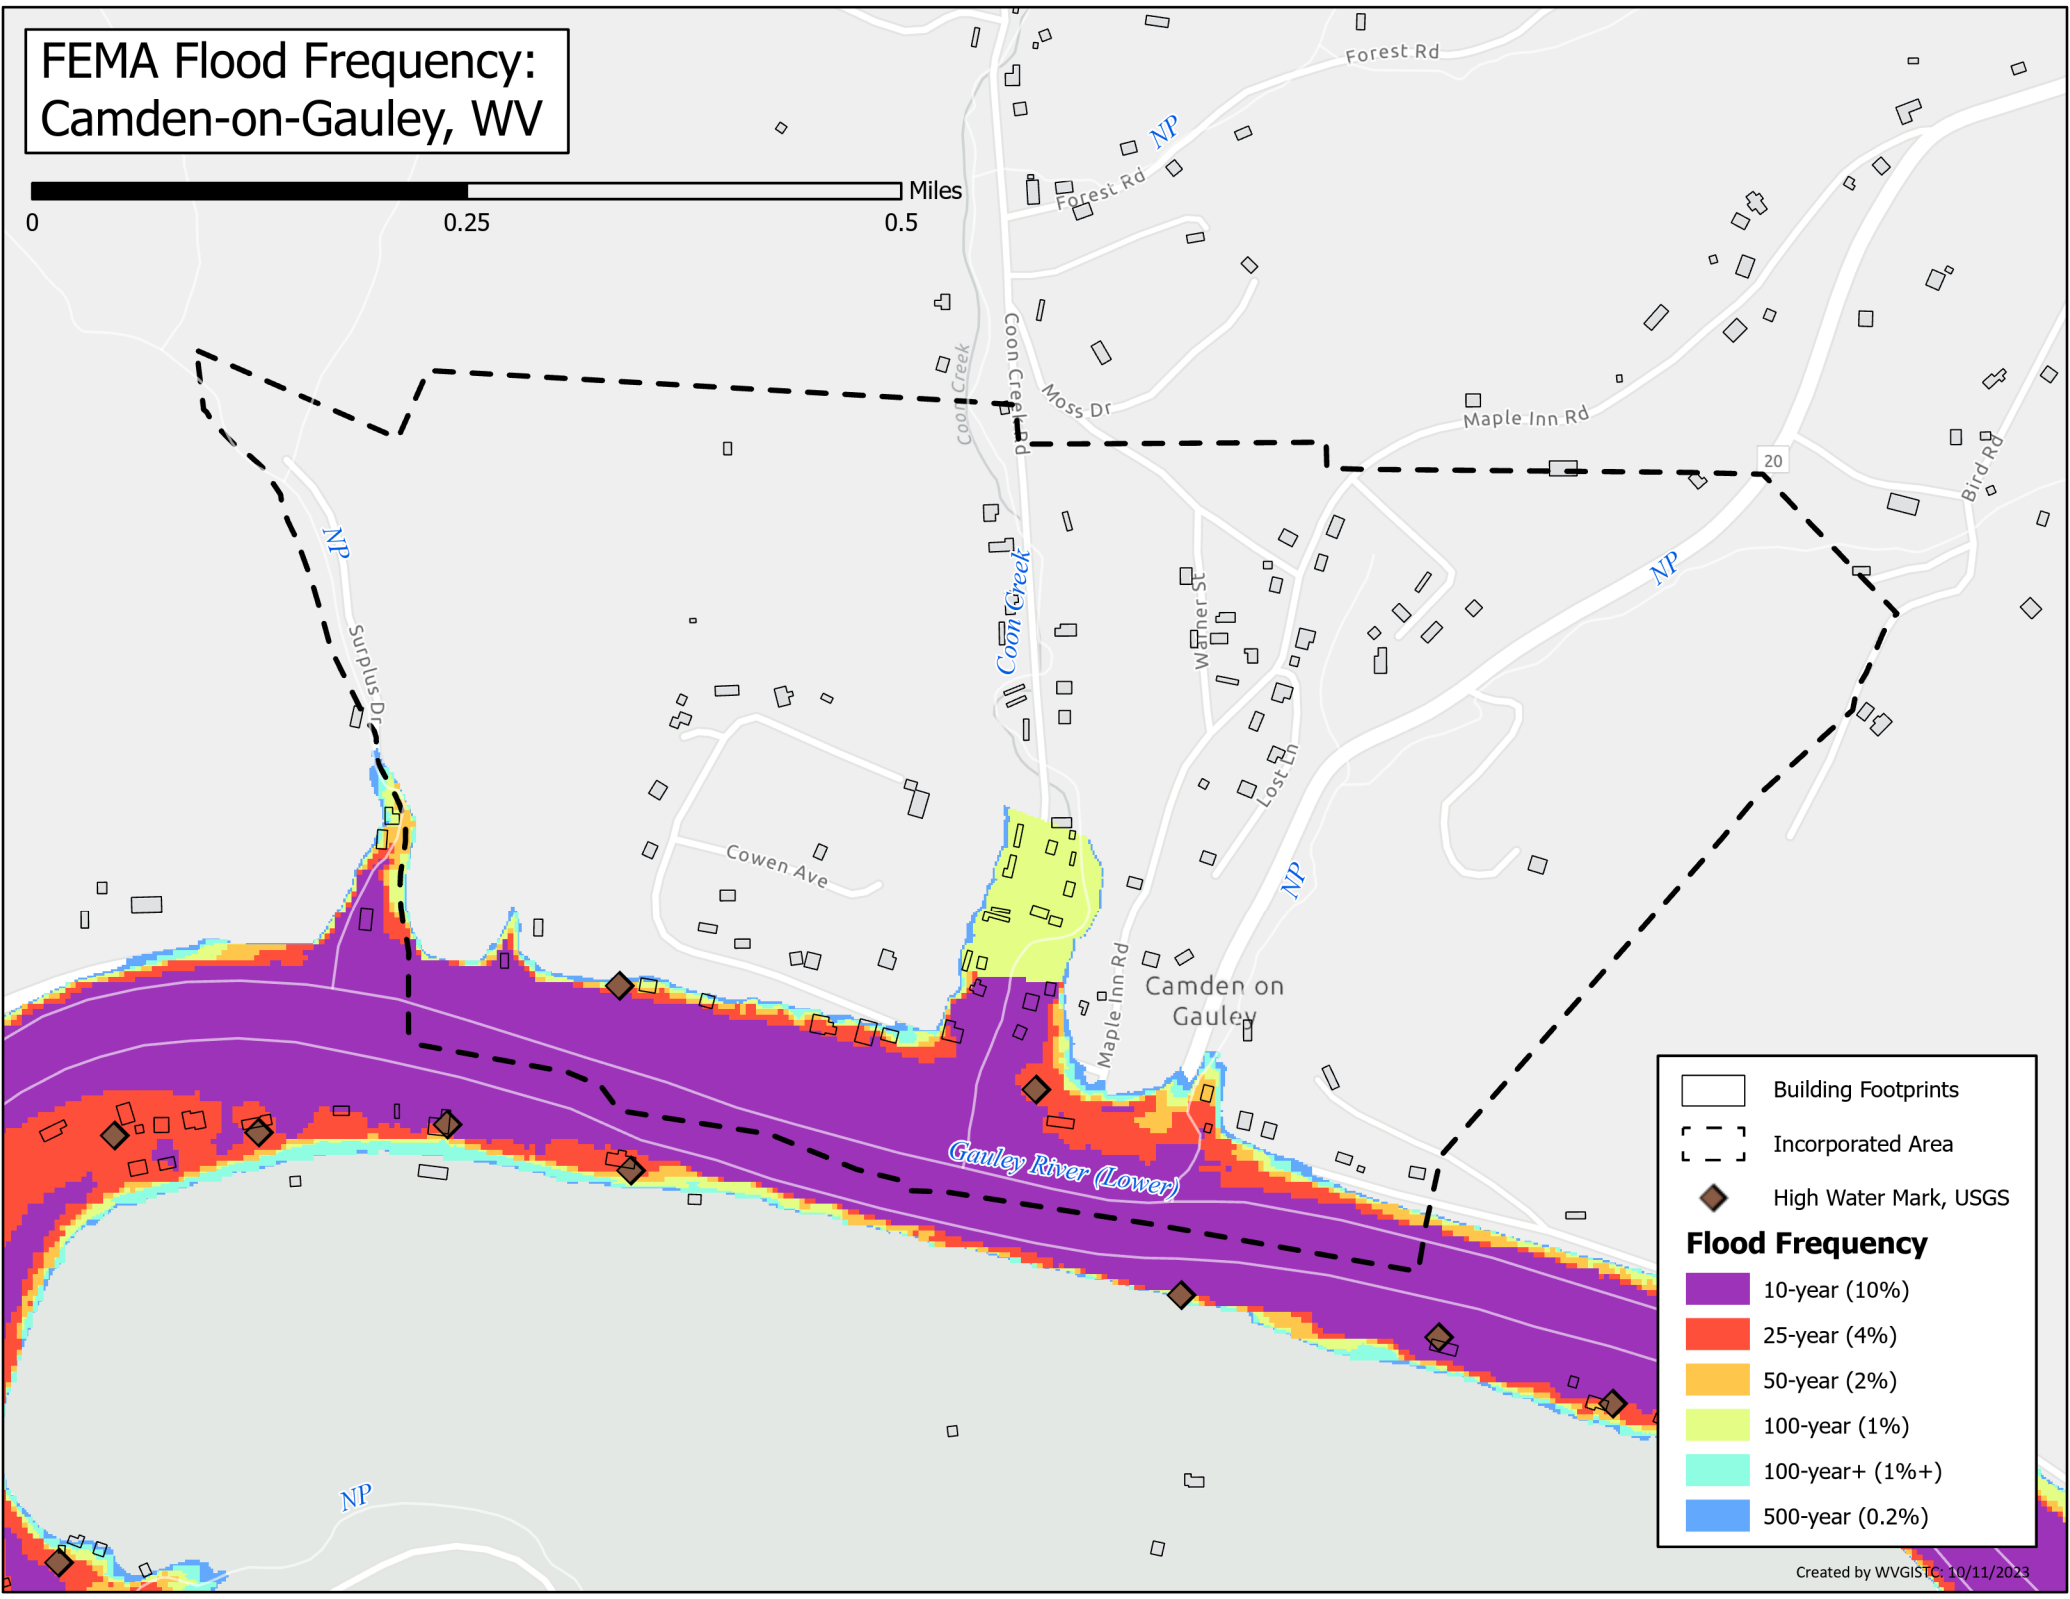 FEMA Flood Frequency:
Camden-on-Gauley, WV
Miles
0 0.25 0.5
Forest Rd
NP
Forest Rd
Coon Creek
Coon Creek Rd
Moss Dr
Maple Inn Rd
20
Bird Rd
NP
Surplus Dr
Coon Creek
Warner St
NP
Lost Ln
Cowen Ave
NP
Maple Inn Rd
Camden on
Gauley
Gauley River (Lower)
NP
Building Footprints
Incorporated Area
High Water Mark, USGS
Flood Frequency
10-year (10%)
25-year (4%)
50-year (2%)
100-year (1%)
100-year+ (1%+)
500-year (0.2%)
Created by WVGISTC: 10/11/2023